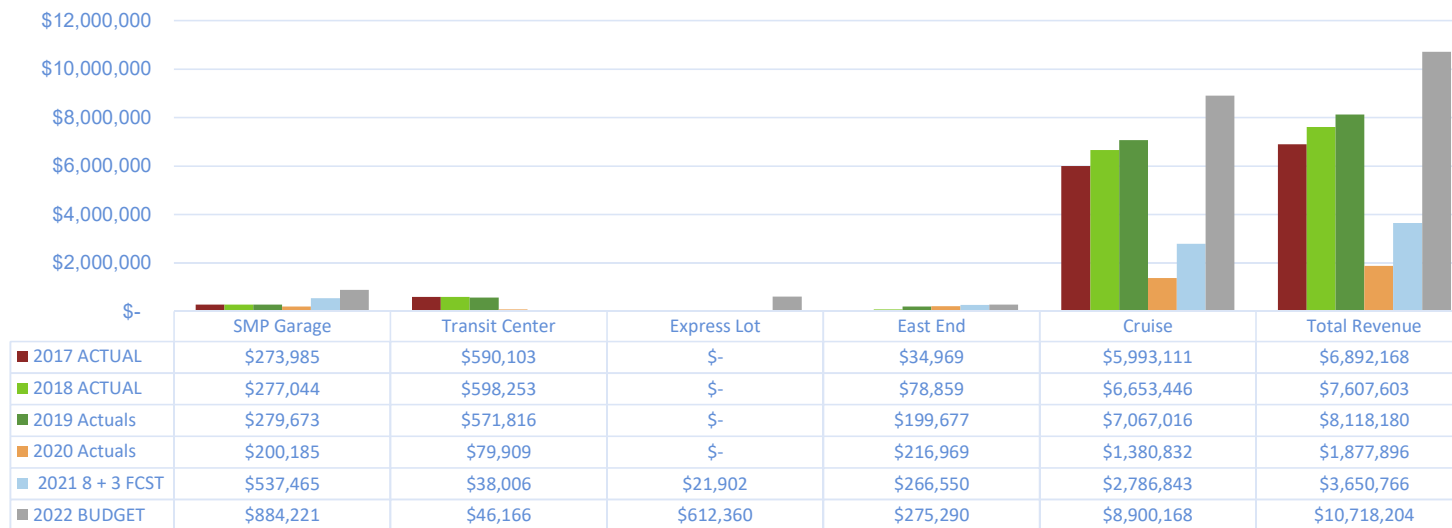 $12,000,000
$10,000,000
$8,000,000
$6,000,000
$4,000,000
$2,000,000
$-
SMP Garage Transit Center Express Lot East End Cruise Total Revenue
2017 ACTUAL $273,985 $590,103 $- $34,969 $5,993,111 $6,892,168
2018 ACTUAL $277,044 $598,253 $- $78,859 $6,653,446 $7,607,603
2019 Actuals $279,673 $571,816 $- $199,677 $7,067,016 $8,118,180
2020 Actuals $200,185 $79,909 $- $216,969 $1,380,832 $1,877,896
2021 8 + 3 FCST $537,465 $38,006 $21,902 $266,550 $2,786,843 $3,650,766
2022 BUDGET $884,221 $46,166 $612,360 $275,290 $8,900,168 $10,718,204